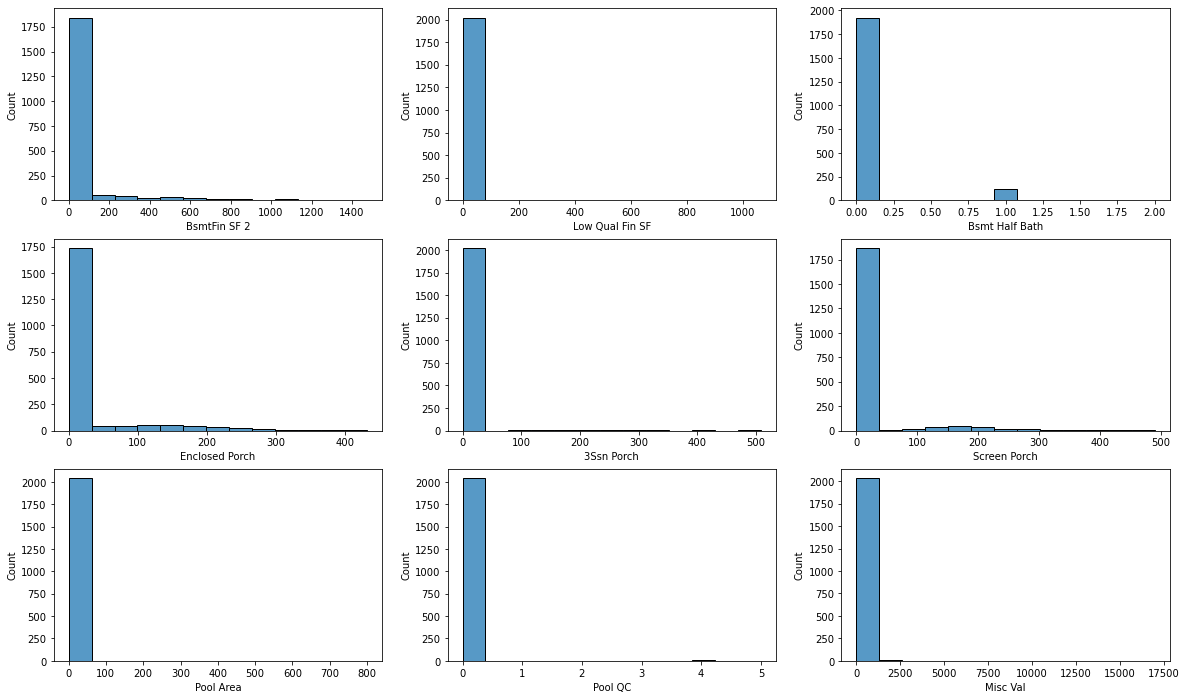 1750
1500
1250
1000
750
500
250
0
Count
0 200 400 600 800 1000 1200 1400
BsmtFin SF 2
2000
1750
1500
1250
1000
750
500
250
0
Count
0 200 400 600 800 1000
Low Qual Fin SF
2000
1750
1500
1250
1000
750
500
250
0
Count
0.00 0.25 0.50 0.75 1.00 1.25 1.50 1.75 2.00
Bsmt Half Bath
1750
1500
1250
1000
750
500
250
0
Count
0 100 200 300 400
Enclosed Porch
2000
1750
1500
1250
1000
750
500
250
0
Count
0 100 200 300 400 500
3Ssn Porch
1750
1500
1250
1000
750
500
250
0
Count
0 100 200 300 400 500
Screen Porch
2000
1750
1500
1250
1000
750
500
250
0
Count
0 100 200 300 400 500 600 700 800
Pool Area
2000
1750
1500
1250
1000
750
500
250
0
Count
0 1 2 3 4 5
Pool QC
2000
1750
1500
1250
1000
750
500
250
0
Count
0 2500 5000 7500 10000 12500 15000 17500
Misc Val